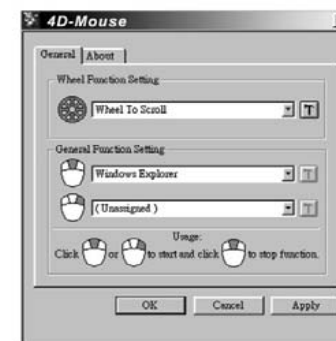 4D-Mouse
General About
Wheel Function Setting
Wheel To Scroll T
General Function Setting
Windows Explorer T
(Unassigned) T
Usage:
Click or to start and click to stop function.
OK Cancel Apply